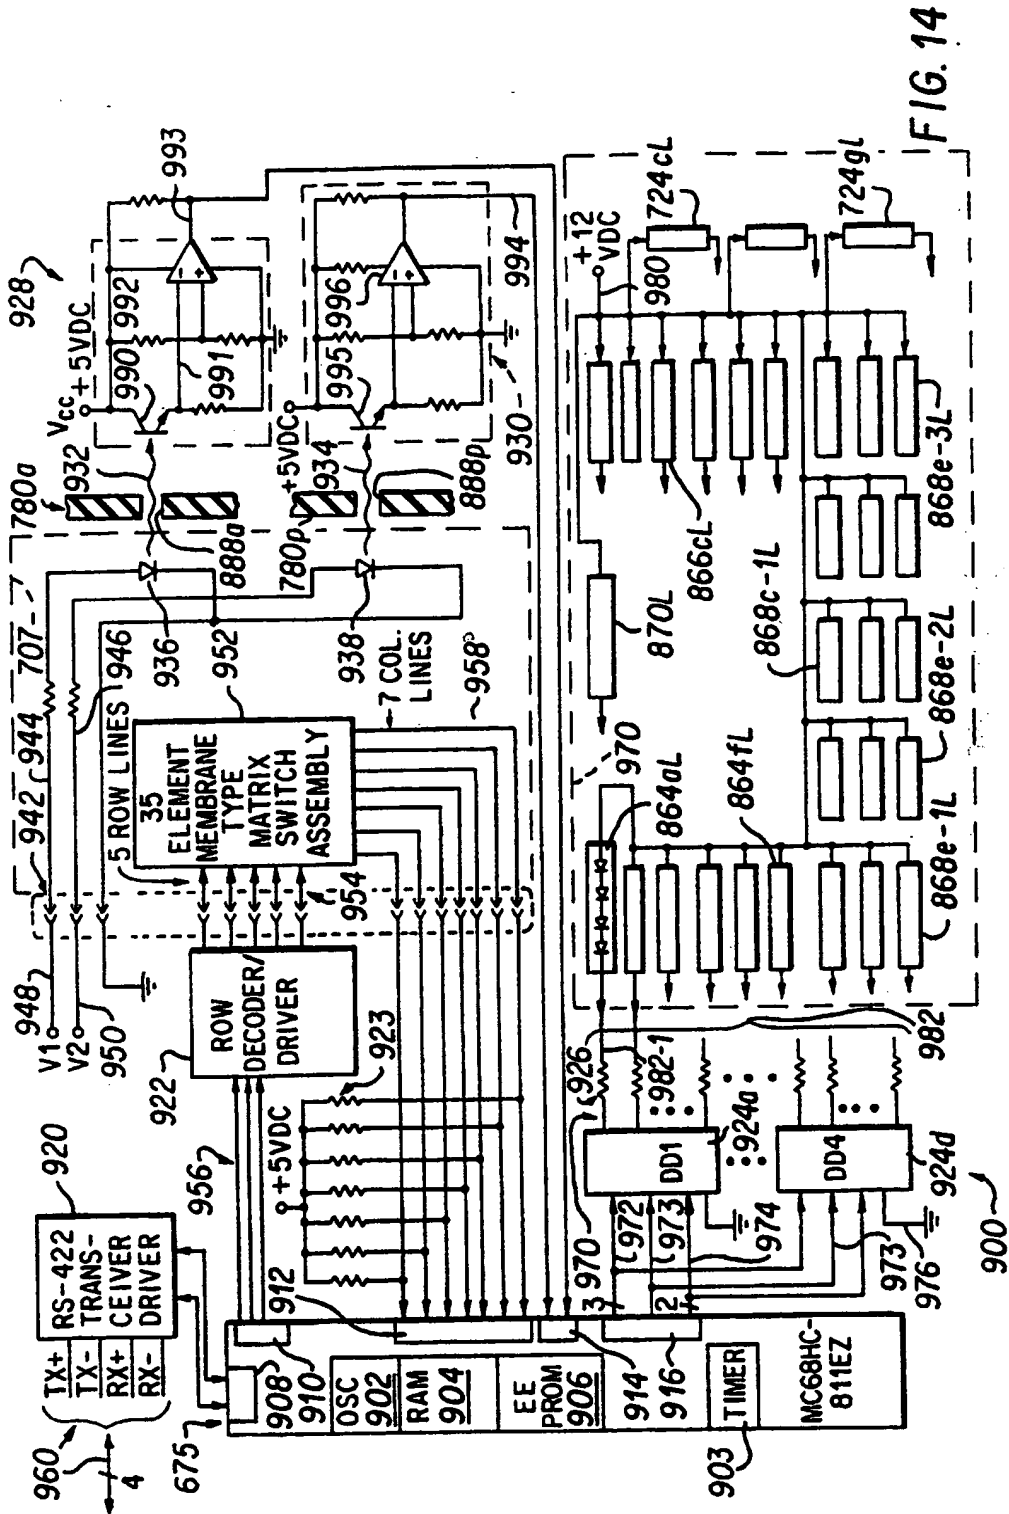 FIG. 14
928
780a
932
VCC
+5VDC
990
992
993
991
707
888a
780p
+5VDC
934
995
996
994
888p
930
942
944
946
936
952
938
7 COL.
LINES
958
5 ROW LINES
35
ELEMENT
MEMBRANE
TYPE
MATRIX
SWITCH
ASSEMBLY
954
948
V1
V2
950
922
ROW
DECODER/
DRIVER
923
+5VDC
956
920
RS-422
TRANS-
CEIVER
DRIVER
TX+
TX-
RX+
RX-
960
4
675
908
910
912
OSC
902
RAM
904
EE
PROM
906
914
916
TIMER
903
MC68HC-
811EZ
3
2
970
972
973
974
926
982-1
DD1
924a
DD4
924d
973
976
982
900
970
864aL
864fL
868e-1L
870L
866cL
868c-1L
868e-2L
868e-3L
+12
VDC
980
724cL
724gL